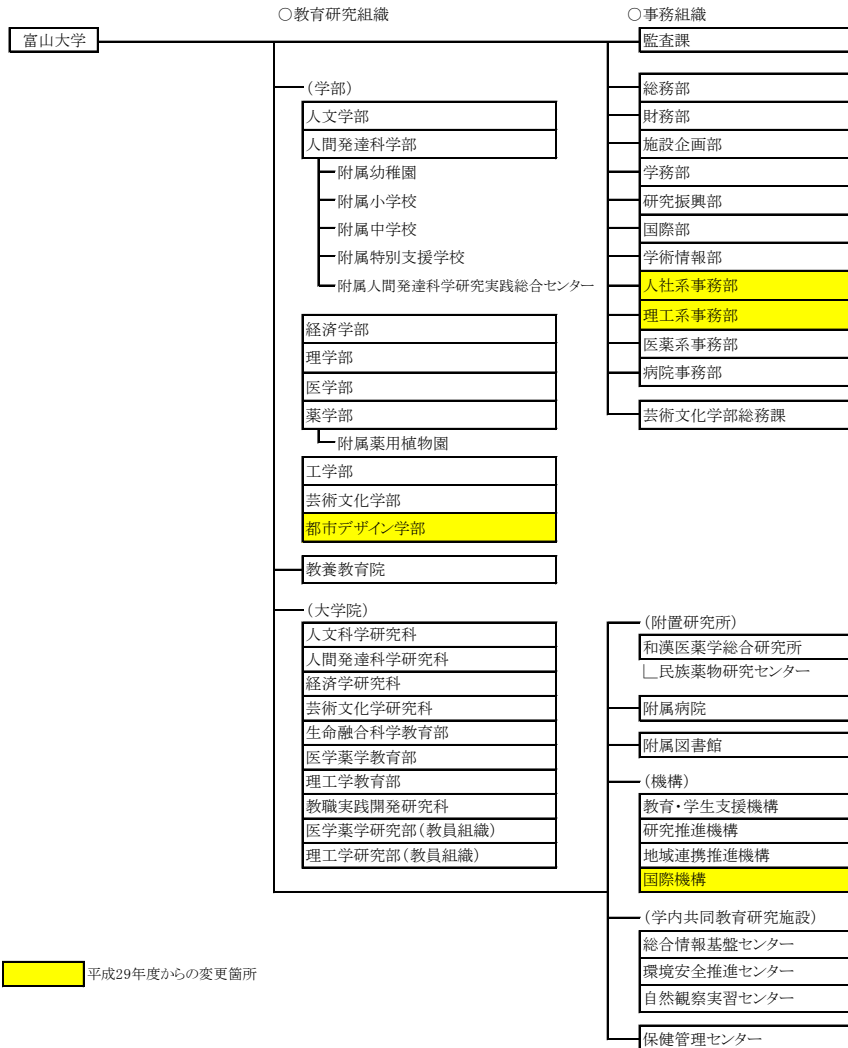 ○教育研究組織
○事務組織
富山大学
監査課
(学部)
人文学部
人間発達科学部
附属幼稚園
附属小学校
附属中学校
附属特別支援学校
附属人間発達科学研究実践総合センター
経済学部
理学部
医学部
薬学部
附属薬用植物園
工学部
芸術文化学部
都市デザイン学部
教養教育院
(大学院)
人文科学研究科
人間発達科学研究科
経済学研究科
芸術文化学研究科
生命融合科学教育部
医学薬学教育部
理工学教育部
教職実践開発研究科
医学薬学研究部(教員組織)
理工学研究部(教員組織)
総務部
財務部
施設企画部
学務部
研究振興部
国際部
学術情報部
人社系事務部
理工系事務部
医薬系事務部
病院事務部
芸術文化学部総務課
(附置研究所)
和漢医薬学総合研究所
∟民族薬物研究センター
附属病院
附属図書館
(機構)
教育・学生支援機構
研究推進機構
地域連携推進機構
国際機構
(学内共同教育研究施設)
総合情報基盤センター
環境安全推進センター
自然観察実習センター
保健管理センター
平成29年度からの変更箇所